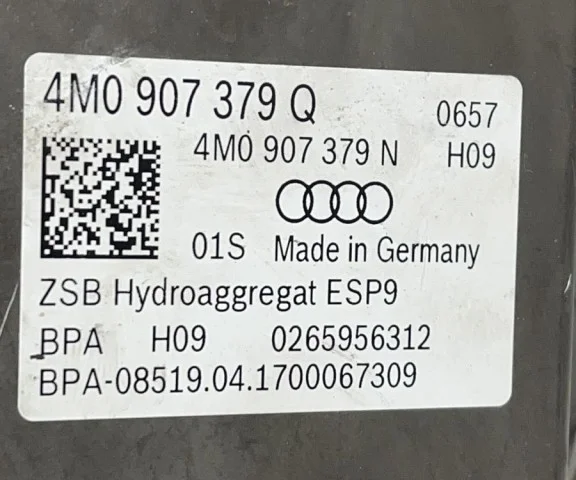 4M0 907 379 Q 0657
4M0 907 379 N H09
01S Made in Germany
ZSB Hydroaggregat ESP9
BPA H09 0265956312
BPA-08519.04.1700067309